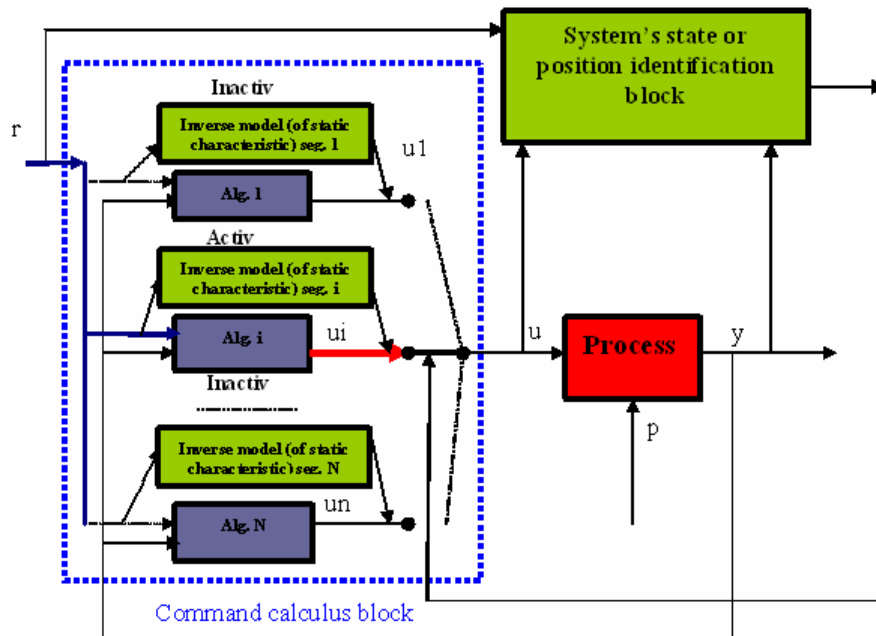 System's state or
position identification
block
Inactiv
r
Inverse model (of static
characteristic) seg. 1
u1
Alg. 1
Activ
Inverse model (of static
characteristic) seg. i
ui
Alg. i
u
Process
y
Inactiv
p
Inverse model (of static
characteristic) seg. N
un
Alg. N
Command calculus block